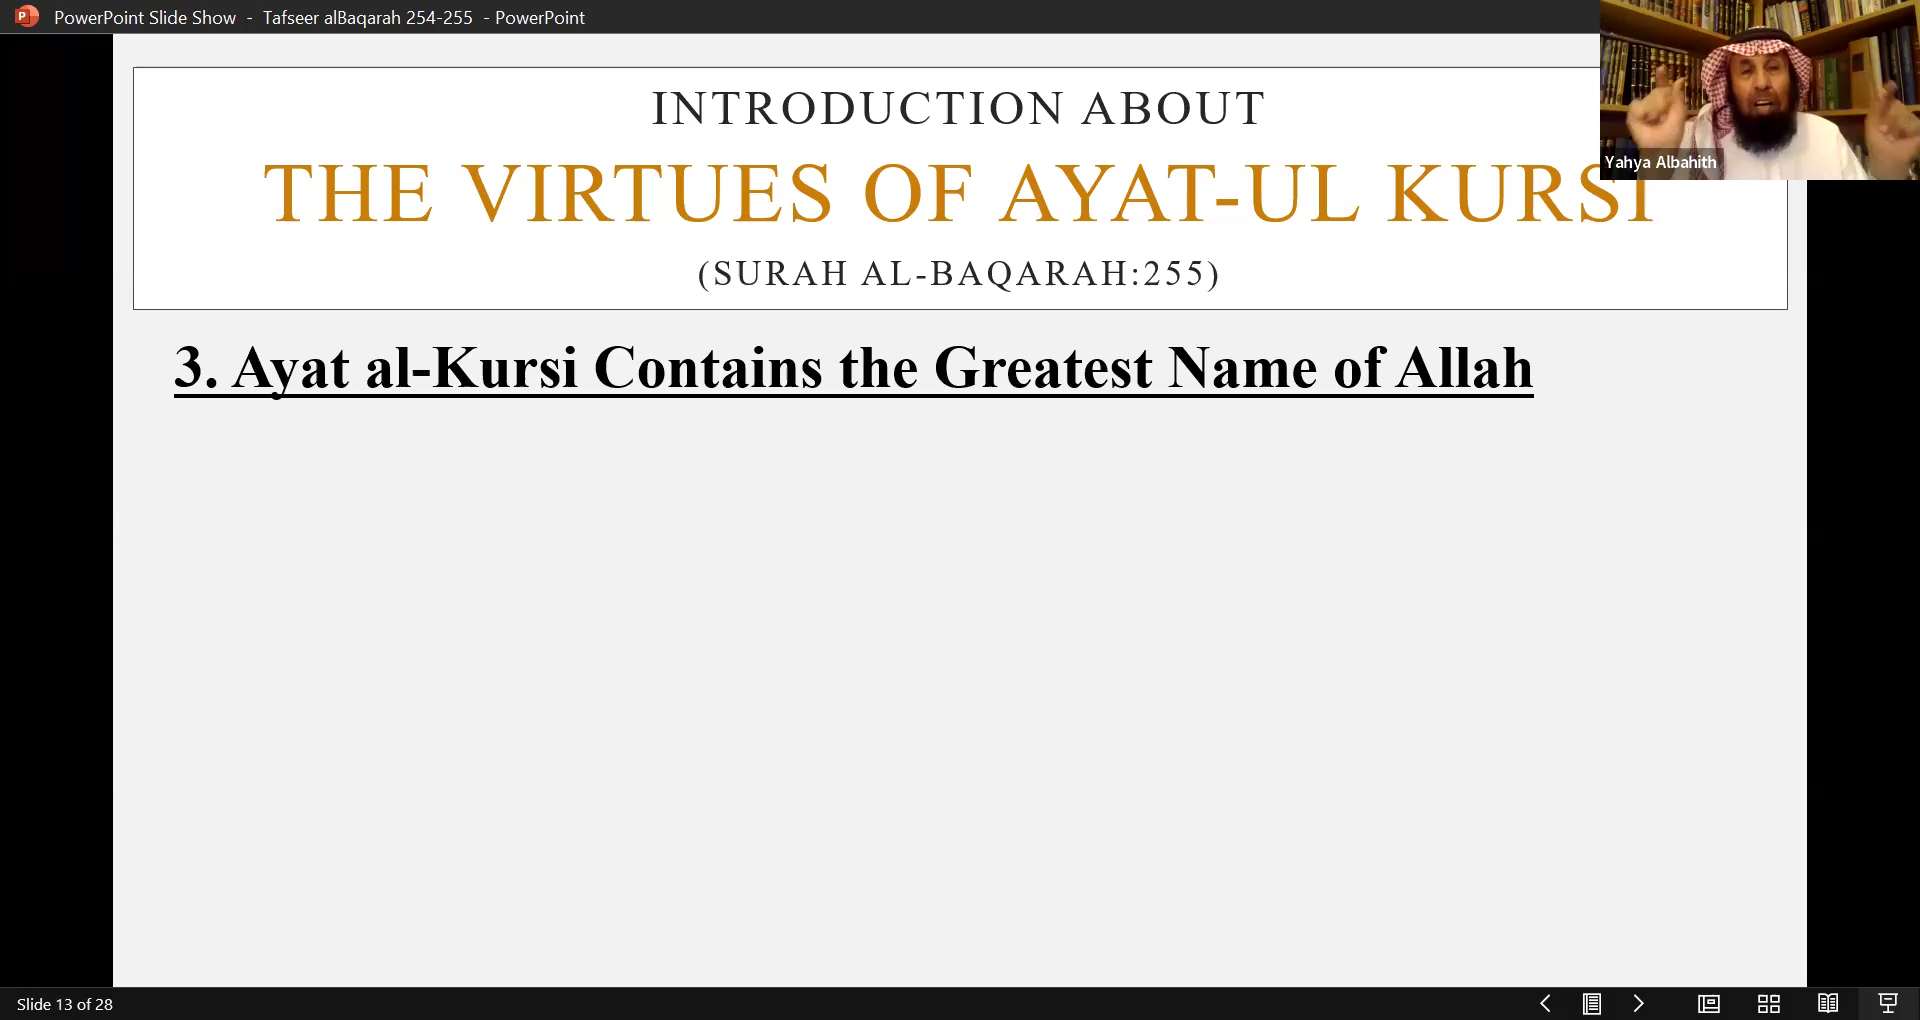 PowerPoint Slide Show - Tafseer alBaqarah 254-255 - PowerPoint
INTRODUCTION ABOUT
THE VIRTUES OF AYAT-UL KURSI
(SURAH AL-BAQARAH:255)
Yahya Albahith
3. Ayat al-Kursi Contains the Greatest Name of Allah
Slide 13 of 28